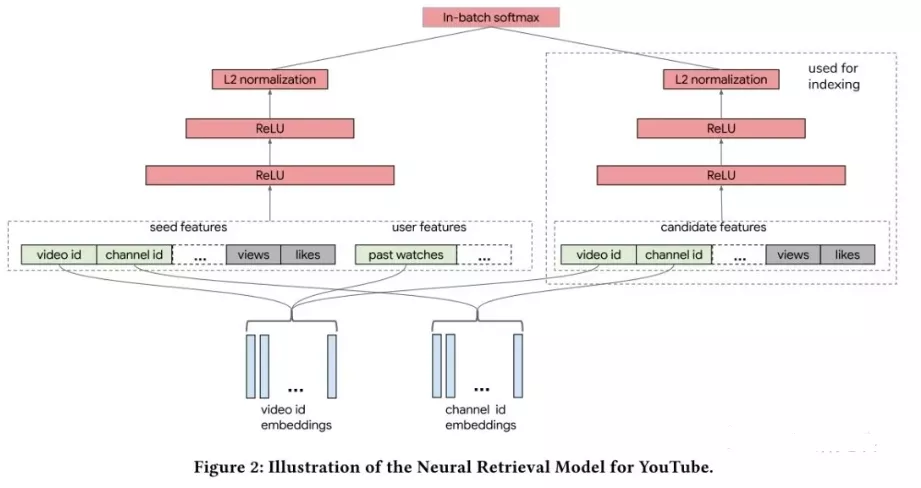 In-batch softmax
L2 normalization
L2 normalization
used for
indexing
ReLU
ReLU
ReLU
ReLU
seed features
user features
candidate features
video id channel id ... views likes
past watches ...
video id channel id ... views likes
...
...
video id
embeddings
channel id
embeddings
Figure 2: Illustration of the Neural Retrieval Model for YouTube.